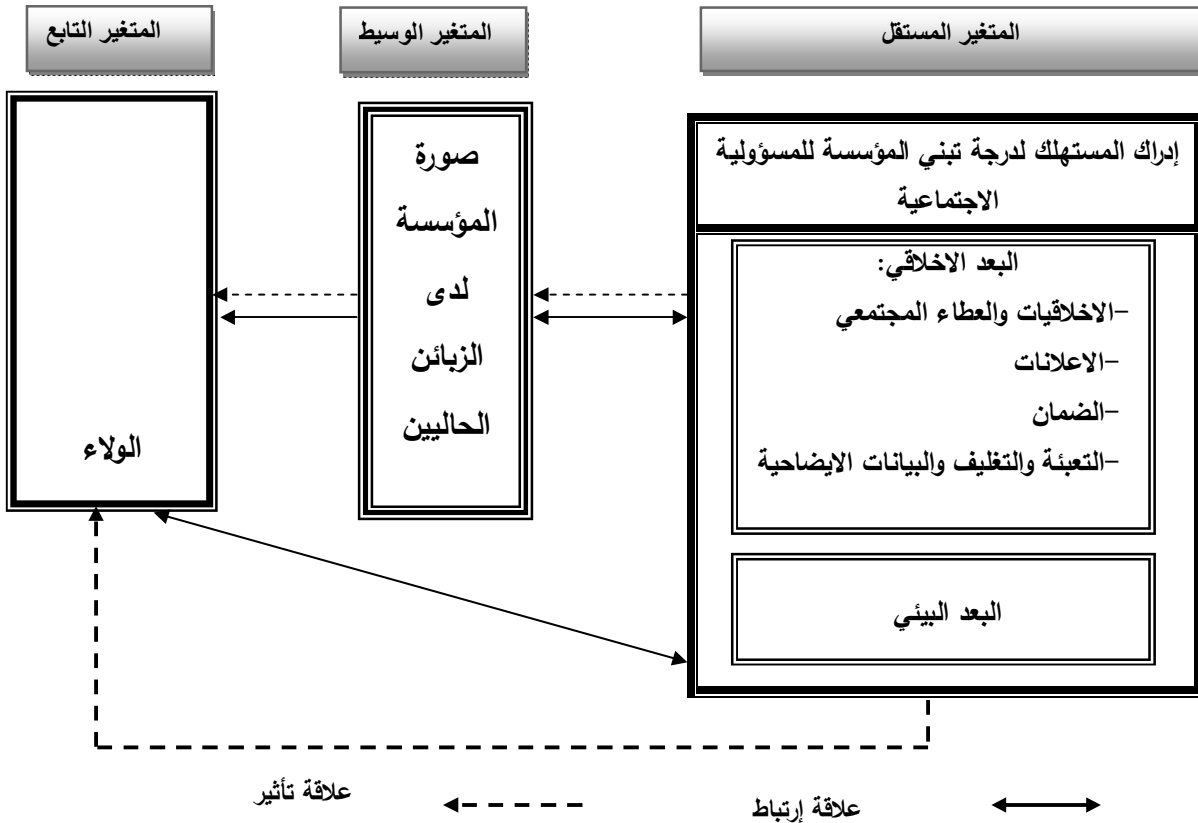 المتغير المستقل
المتغير الوسيط
المتغير التابع
إدراك المستهلك لدرجة تبني المؤسسة للمسؤولية
الاجتماعية
البعد الاخلاقي:
-الاخلاقيات والعطاء المجتمعي
-الاعلانات
-الضمان
-التعبئة والتغليف والبيانات الايضاحية
البعد البيئي
صورة
المؤسسة
لدى
الزبائن
الحاليين
الولاء
علاقة إرتباط
علاقة تأثير